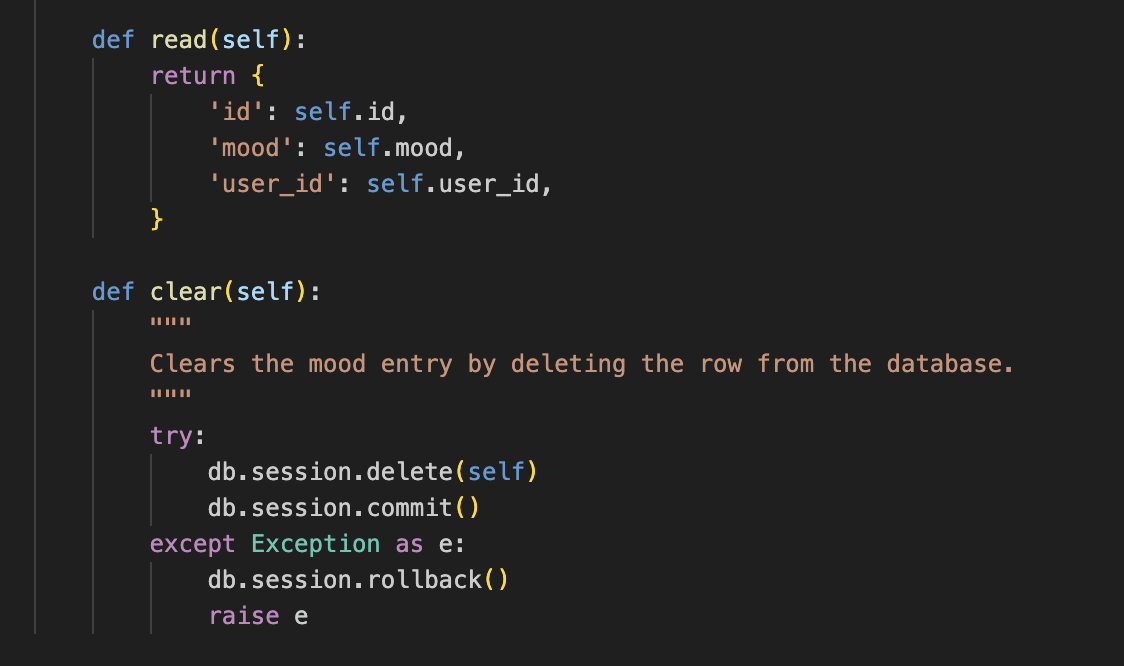 def read(self):
    return {
        'id': self.id,
        'mood': self.mood,
        'user_id': self.user_id,
    }

def clear(self):
    """
    Clears the mood entry by deleting the row from the database.
    """
    try:
        db.session.delete(self)
        db.session.commit()
    except Exception as e:
        db.session.rollback()
        raise e